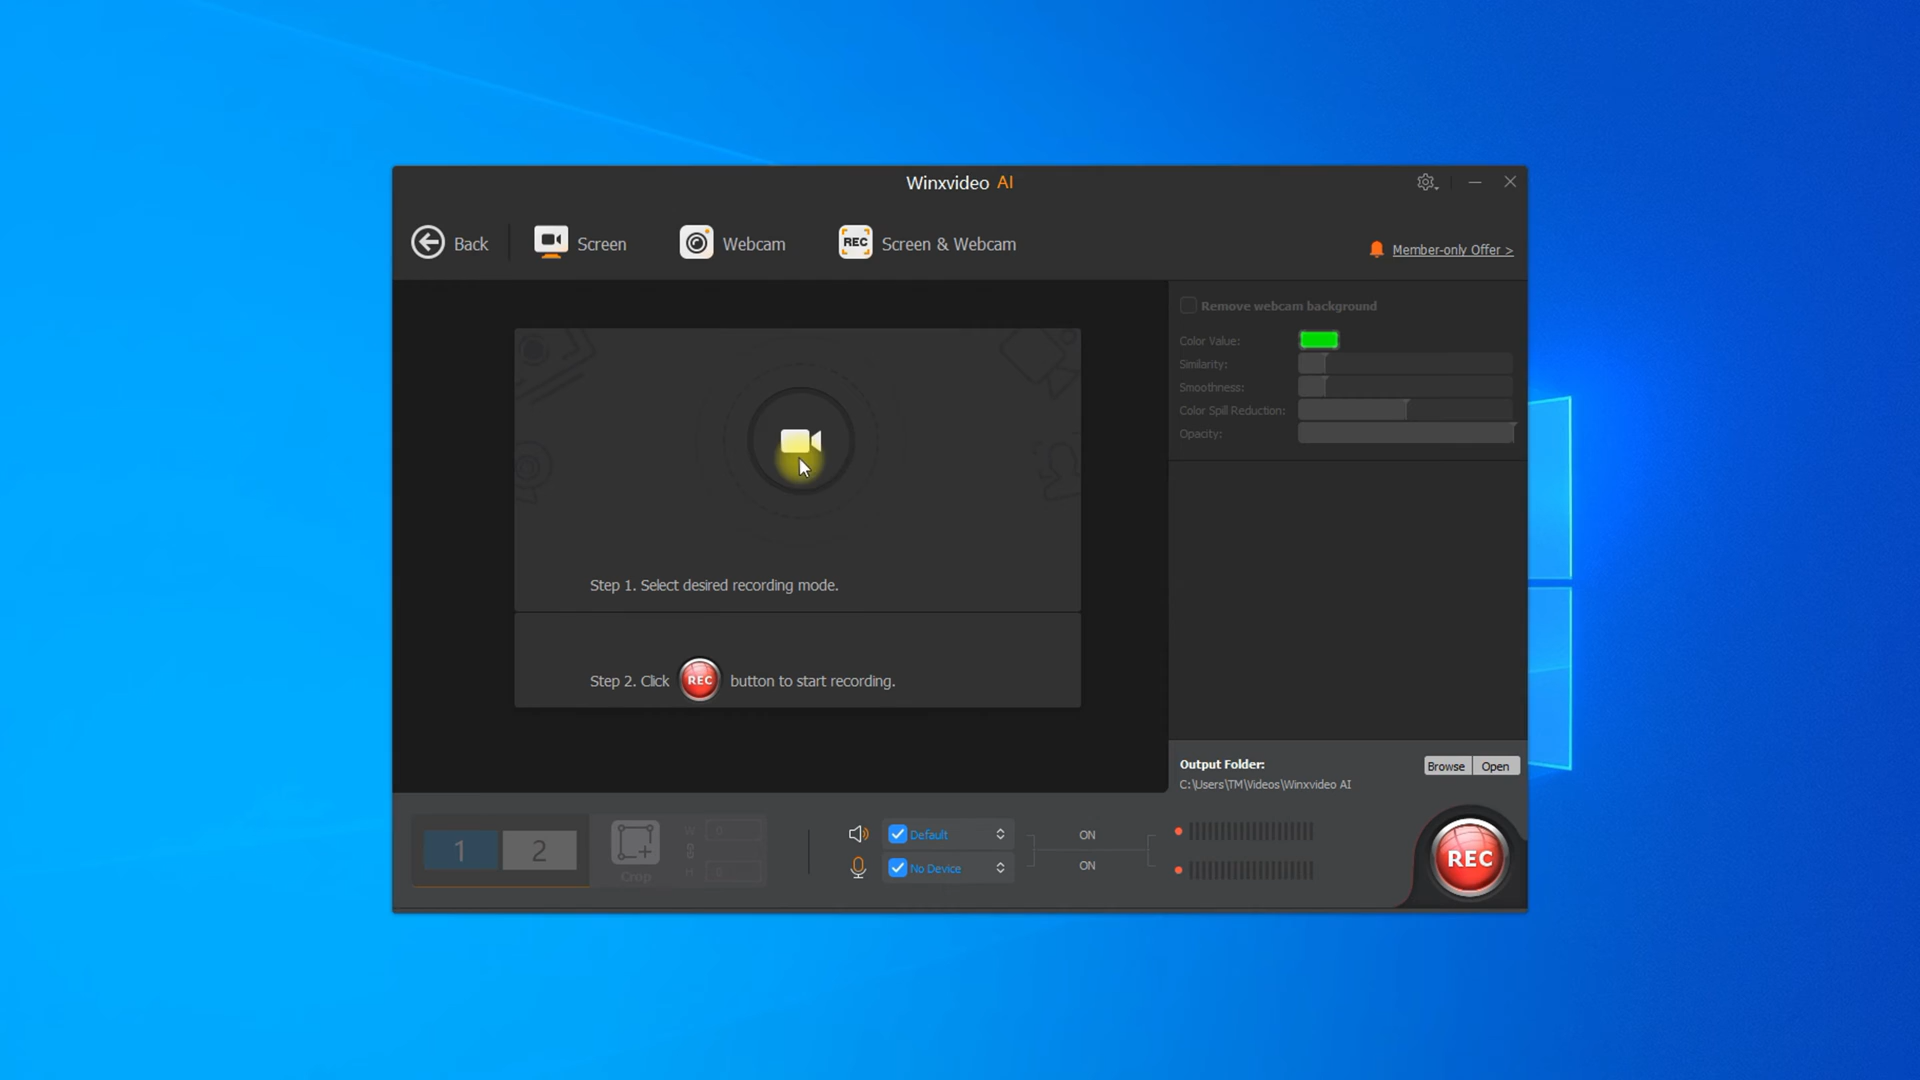 Winxvideo AI
Back
Screen
Webcam
REC
Screen & Webcam
Member-only Offer >
Remove webcam background
Color Value:
Similarity:
Smoothness:
Color Spill Reduction:
Opacity:
Step 1. Select desired recording mode.
Step 2. Click REC button to start recording.
Output Folder:
Browse
Open
C:\Users\TM\Videos\Winxvideo AI
1
2
Crop
W
0
H
0
Default
ON
No Device
ON
REC